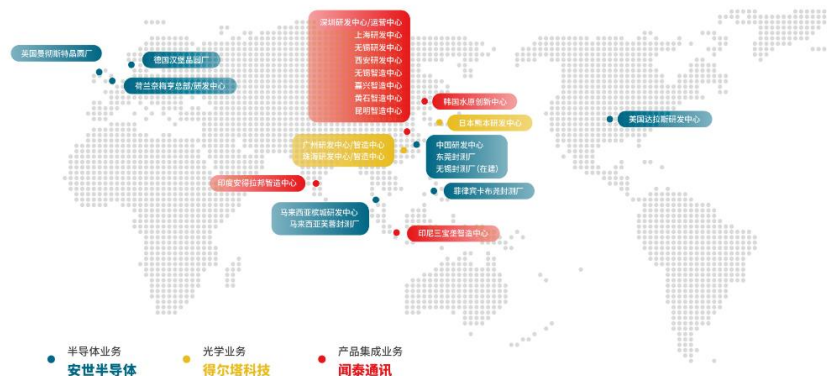 深圳研发中心/运营中心
上海研发中心
无锡研发中心
西安研发中心
无锡智造中心
嘉兴智造中心
黄石智造中心
昆明智造中心
英国曼彻斯特晶圆厂
德国汉堡晶圆厂
荷兰奈梅亨总部/研发中心
韩国水原创新中心
日本熊本研发中心
美国达拉斯研发中心
广州研发中心/智造中心
珠海研发中心/智造中心
中国研发中心
东莞封测厂
无锡封测厂(在建)
印度安得拉邦智造中心
菲律宾卡布尧封测厂
马来西亚槟城研发中心
马来西亚芙蓉封测厂
印尼三宝垄智造中心
半导体业务
安世半导体
光学业务
得尔塔科技
产品集成业务
闻泰通讯